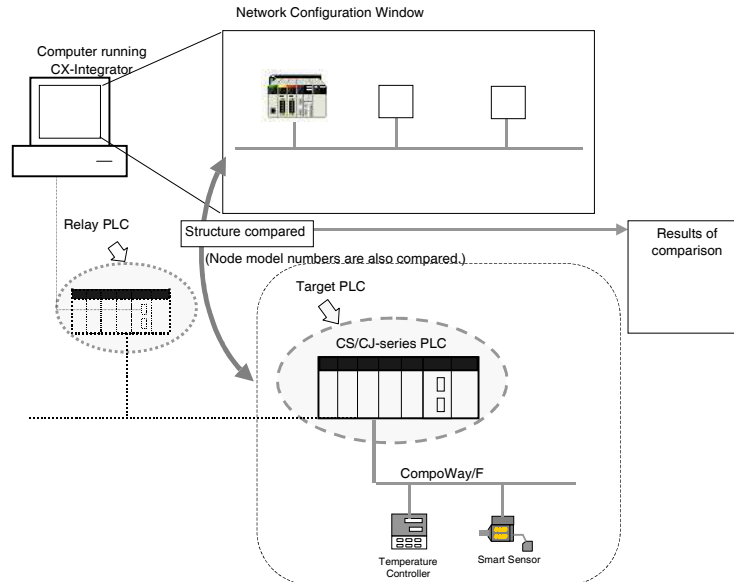 Network Configuration Window
Computer running
CX-Integrator
Relay PLC
Structure compared
(Node model numbers are also compared.)
Results of
comparison
Target PLC
CS/CJ-series PLC
CompoWay/F
Temperature
Controller
Smart Sensor